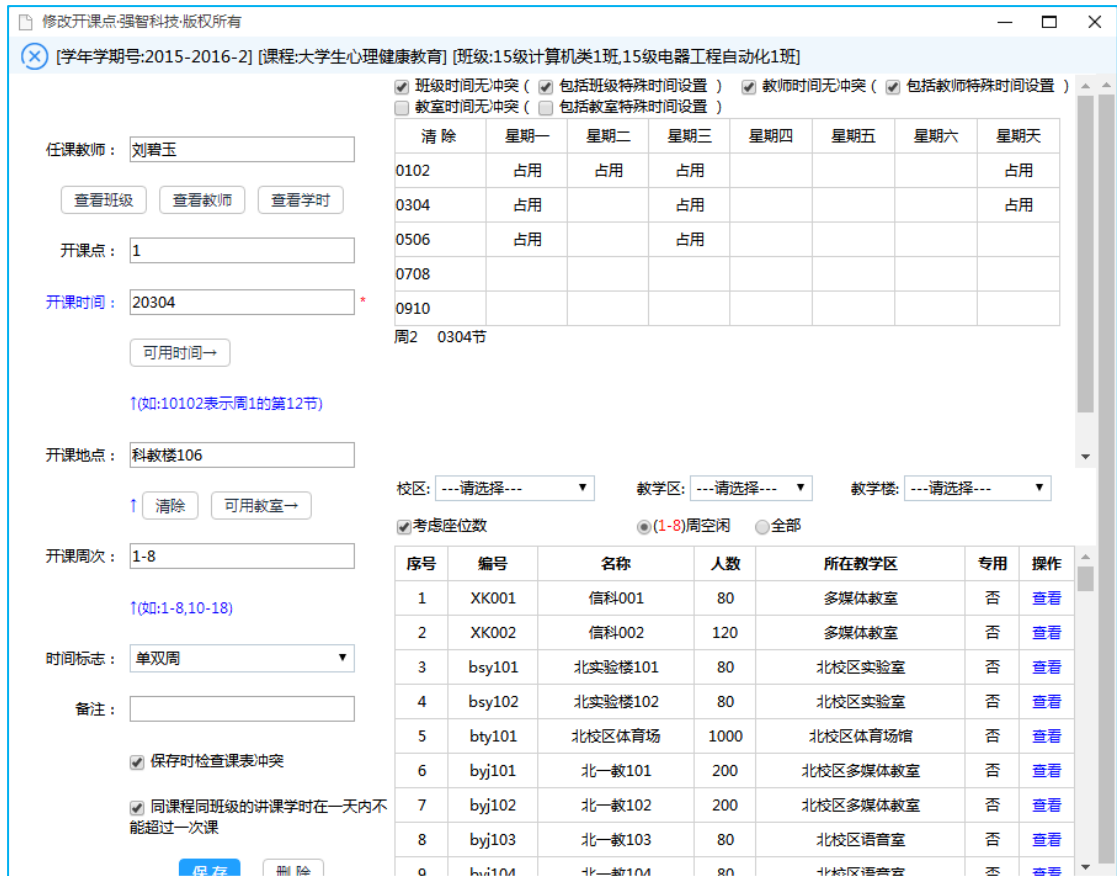 修改开课点·强智科技·版权所有
[学年学期号:2015-2016-2] [课程:大学生心理健康教育] [班级:15级计算机类1班,15级电器工程自动化1班]
班级时间无冲突 ( 包括班级特殊时间设置 ) 教师时间无冲突 ( 包括教师特殊时间设置 )
教室时间无冲突 ( 包括教室特殊时间设置 )
任课教师： 刘碧玉
查看班级 查看教师 查看学时
开课点： 1
开课时间： 20304 *
可用时间→
↑(如:10102表示周1的第12节)
开课地点： 科教楼106
↑ 清除 可用教室→
开课周次： 1-8
↑(如:1-8,10-18)
时间标志： 单双周
备注：
保存时检查课表冲突
同课程同班级的讲课学时在一天内不
能超过一次课
保 存 删 除
清 除 星期一 星期二 星期三 星期四 星期五 星期六 星期天
0102 占用 占用 占用 占用
0304 占用 占用 占用
0506 占用 占用
0708
0910
周2 0304节
校区: ---请选择--- 教学区: ---请选择--- 教学楼: ---请选择---
考虑座位数 (1-8)周空闲 全部
序号 编号 名称 人数 所在教学区 专用 操作
1 XK001 信科001 80 多媒体教室 否 查看
2 XK002 信科002 120 多媒体教室 否 查看
3 bsy101 北实验楼101 80 北校区实验室 否 查看
4 bsy102 北实验楼102 80 北校区实验室 否 查看
5 bty101 北校区体育场 1000 北校区体育场馆 否 查看
6 byj101 北一教101 200 北校区多媒体教室 否 查看
7 byj102 北一教102 200 北校区多媒体教室 否 查看
8 byj103 北一教103 80 北校区语音室 否 查看
9 byj104 北一教104 80 北校区语音室 否 查看